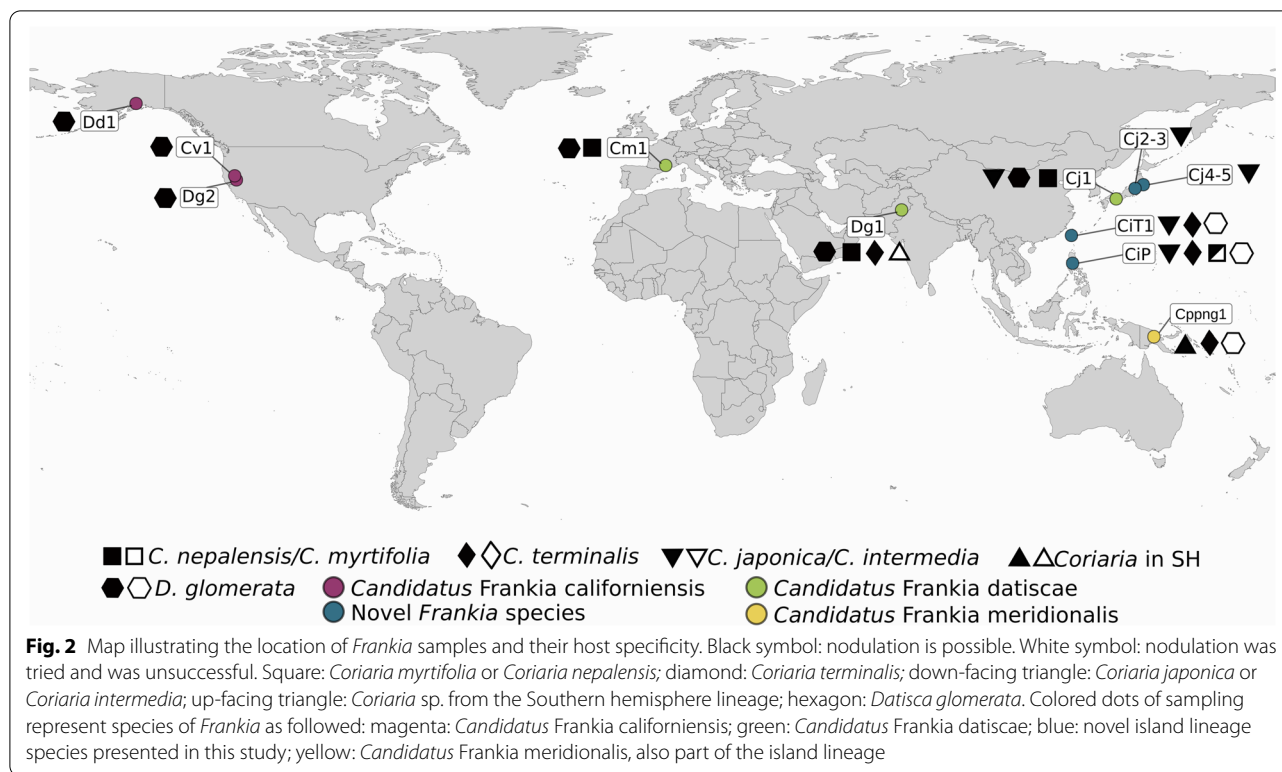 Cj2-3
Dd1
Cv1
Cm1
Cj1
Cj4-5
Dg2
Dg1
CiT1
CiP
Cppng1
C. nepalensis/C. myrtifolia C. terminalis C. japonica/C. intermedia Coriaria in SH
D. glomerata Candidatus Frankia californiensis Candidatus Frankia datiscae
Novel Frankia species Candidatus Frankia meridionalis
Fig. 2 Map illustrating the location of Frankia samples and their host specificity. Black symbol: nodulation is possible. White symbol: nodulation was
tried and was unsuccessful. Square: Coriaria myrtifolia or Coriaria nepalensis; diamond: Coriaria terminalis; down-facing triangle: Coriaria japonica or
Coriaria intermedia; up-facing triangle: Coriaria sp. from the Southern hemisphere lineage; hexagon: Datisca glomerata. Colored dots of sampling
represent species of Frankia as followed: magenta: Candidatus Frankia californiensis; green: Candidatus Frankia datiscae; blue: novel island lineage
species presented in this study; yellow: Candidatus Frankia meridionalis, also part of the island lineage